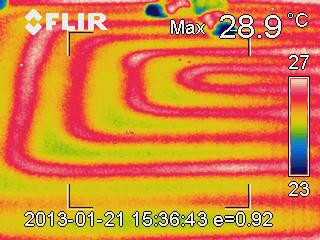 FLIR Max 28.9 °C
27
23
2013-01-21 15:36:43 e=0.92